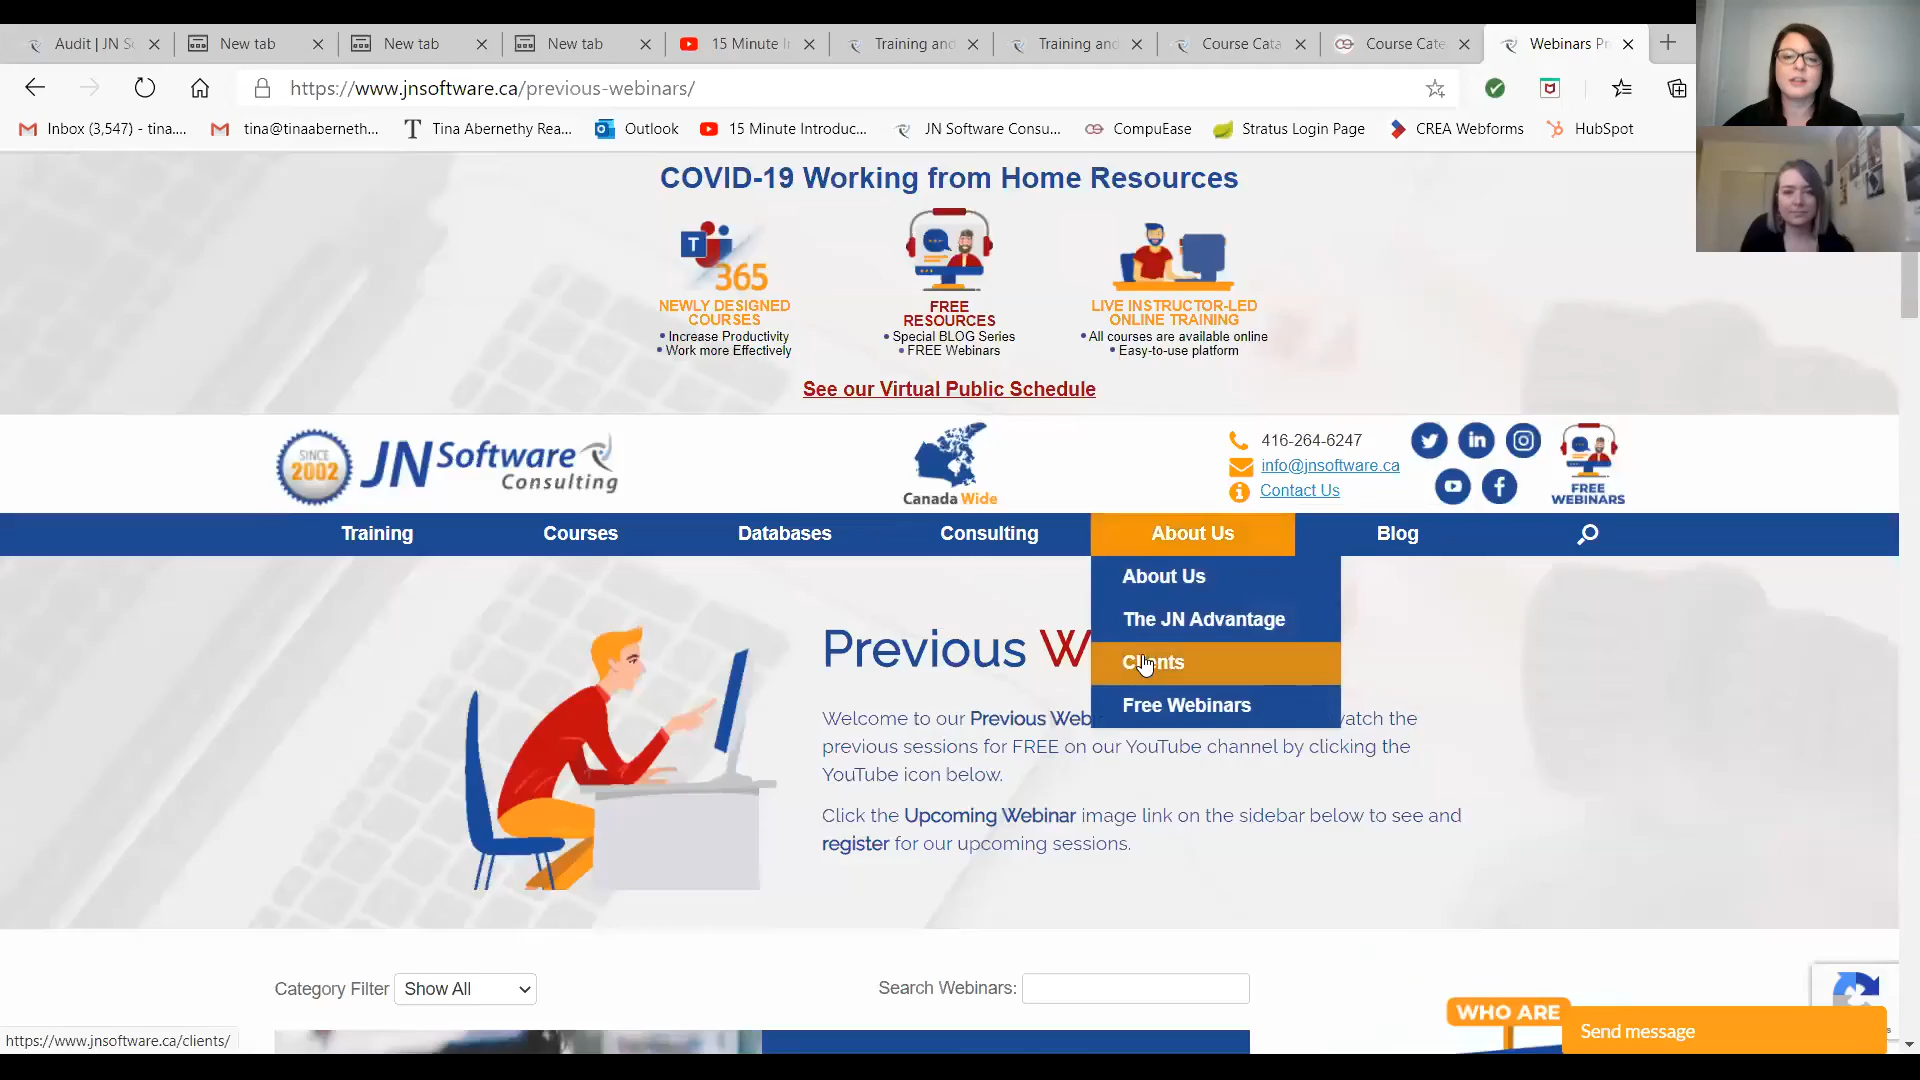 Audit | JN S
New tab
New tab
New tab
15 Minute I
Training and
Training and
Course Cata
Course Cate
Webinars P
https://www.jnsoftware.ca/previous-webinars/
Inbox (3,547) - tina....
tina@tinaaberneth...
Tina Abernethy Rea...
Outlook
15 Minute Introduc...
JN Software Consu...
CompuEase
Stratus Login Page
CREA Webforms
HubSpot
COVID-19 Working from Home Resources
T
365
NEWLY DESIGNED
COURSES
• Increase Productivity
• Work more Effectively
FREE
RESOURCES
• Special BLOG Series
• FREE Webinars
LIVE INSTRUCTOR-LED
ONLINE TRAINING
• All courses are available online
• Easy-to-use platform
See our Virtual Public Schedule
SINCE
2002
JN Software
Consulting
Canada Wide
416-264-6247
info@jnsoftware.ca
Contact Us
FREE
WEBINARS
Training
Courses
Databases
Consulting
About Us
Blog
About Us
The JN Advantage
Clients
Free Webinars
Previous W
Welcome to our Previous Web
watch the
previous sessions for FREE on our YouTube channel by clicking the
YouTube icon below.
Click the Upcoming Webinar image link on the sidebar below to see and
register for our upcoming sessions.
Category Filter
Show All
Search Webinars:
WHO ARE
Send message
https://www.jnsoftware.ca/clients/